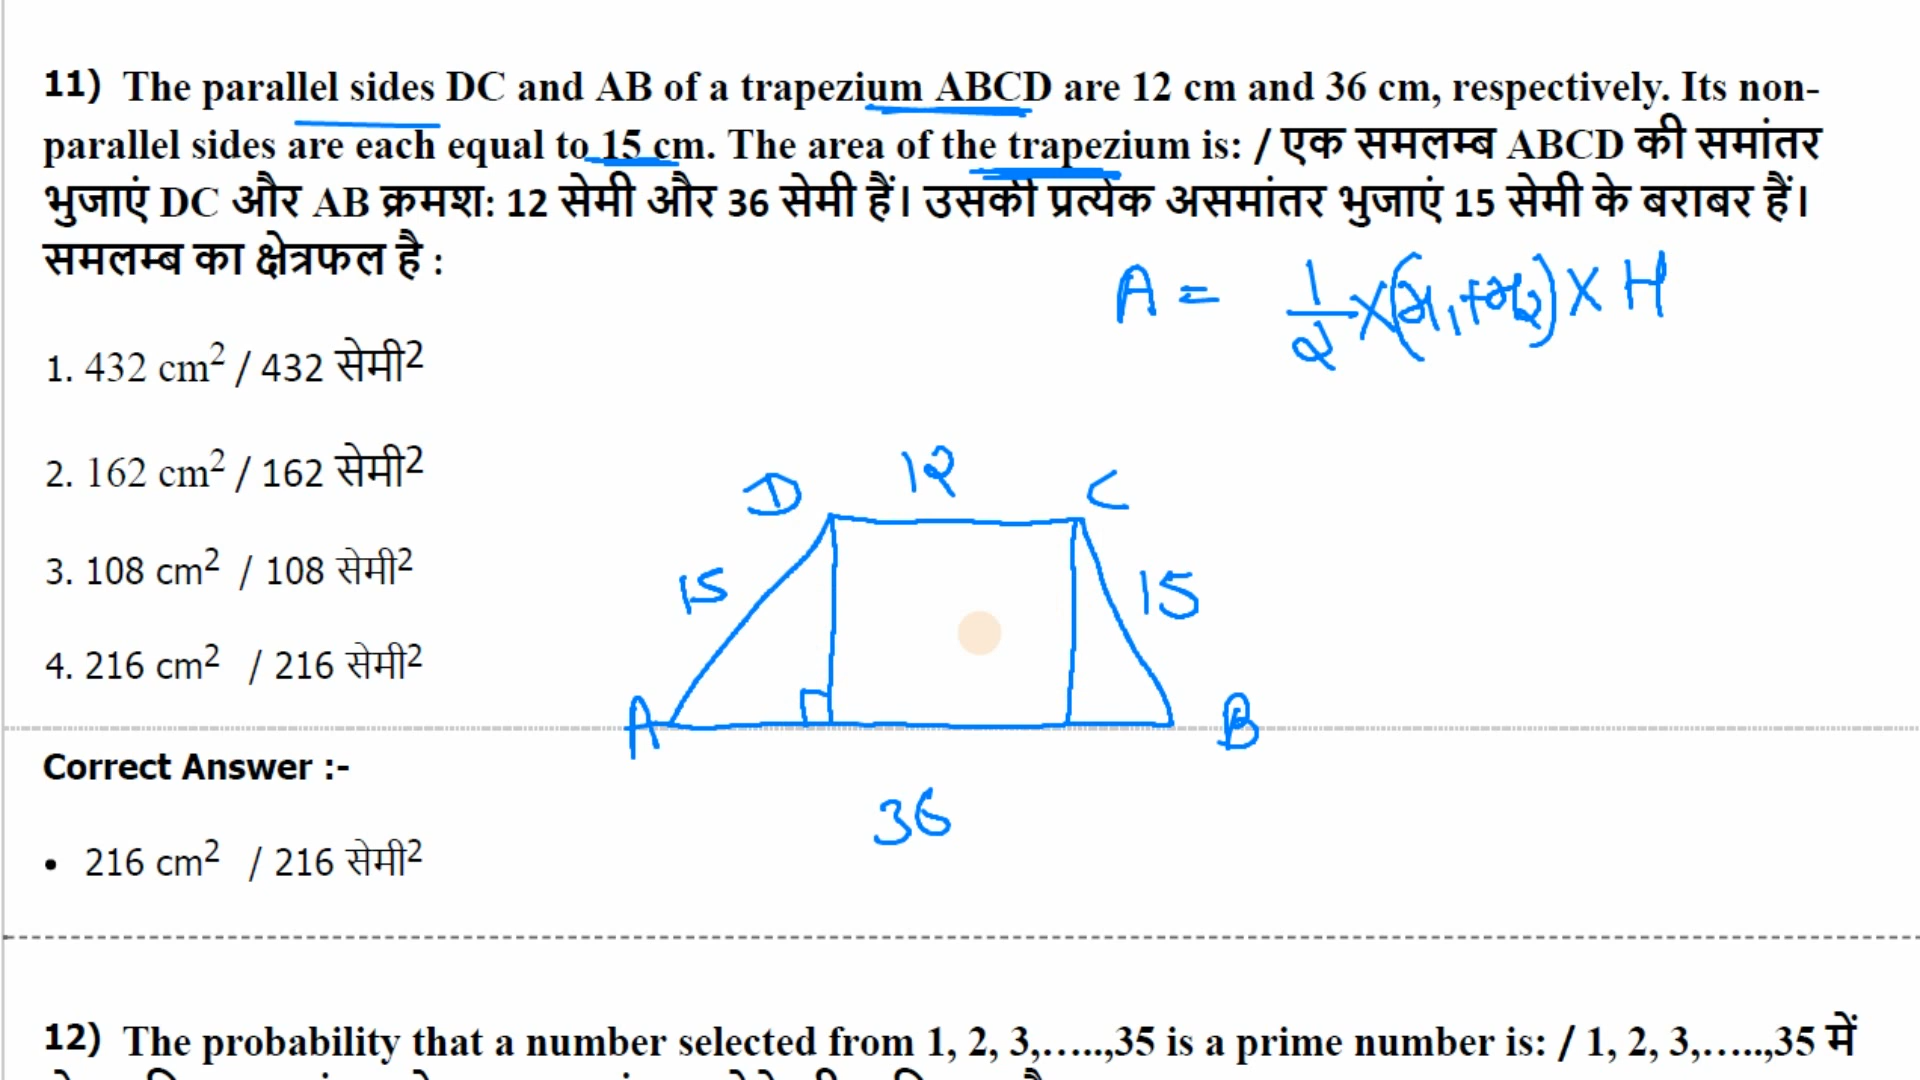 11) The parallel sides DC and AB of a trapezium ABCD are 12 cm and 36 cm, respectively. Its non-
parallel sides are each equal to 15 cm. The area of the trapezium is: / एक समलम्ब ABCD की समांतर
भुजाएं DC और AB क्रमश: 12 सेमी और 36 सेमी हैं। उसकी प्रत्येक असमांतर भुजाएं 15 सेमी के बराबर हैं।
समलम्ब का क्षेत्रफल है :
A = 1/2 × ( + ) × H
1. 432 cm² / 432 सेमी²
2. 162 cm² / 162 सेमी²
3. 108 cm² / 108 सेमी²
4. 216 cm² / 216 सेमी²
D 12 C
15 15
A B
36
Correct Answer :-
• 216 cm² / 216 सेमी²
12) The probability that a number selected from 1, 2, 3,…..,35 is a prime number is: / 1, 2, 3,…..,35 में